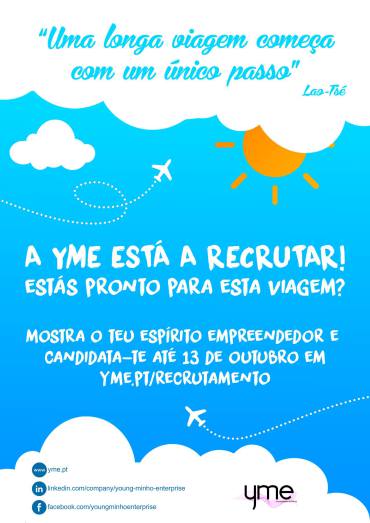 "Uma longa viagem começa
com um único passo"
Lao-Tsé
A YME ESTÁ A RECRUTAR!
ESTÁS PRONTO PARA ESTA VIAGEM?
MOSTRA O TEU ESPÍRITO EMPREENDEDOR E
CANDIDATA-TE ATÉ 13 DE OUTUBRO EM
YME.PT/RECRUTAMENTO
www yme.pt
in linkedin.com/company/young-minho-enterprise
f facebook.com/youngminhoenterprise
yme